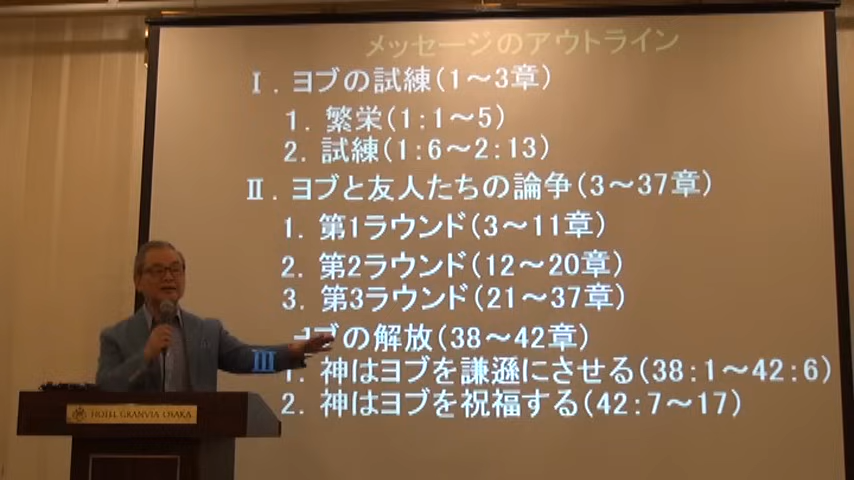 メッセージのアウトライン
Ⅰ. ヨブの試練(1~3章)
1. 繁栄(1:1~5)
2. 試練(1:6~2:13)
Ⅱ. ヨブと友人たちの論争(3~37章)
1. 第1ラウンド(3~11章)
2. 第2ラウンド(12~20章)
3. 第3ラウンド(21~37章)
Ⅲ ヨブの解放(38~42章)
1. 神はヨブを謙遜にさせる(38:1~42:6)
2. 神はヨブを祝福する(42:7~17)
HOTEL GRANVIA OSAKA